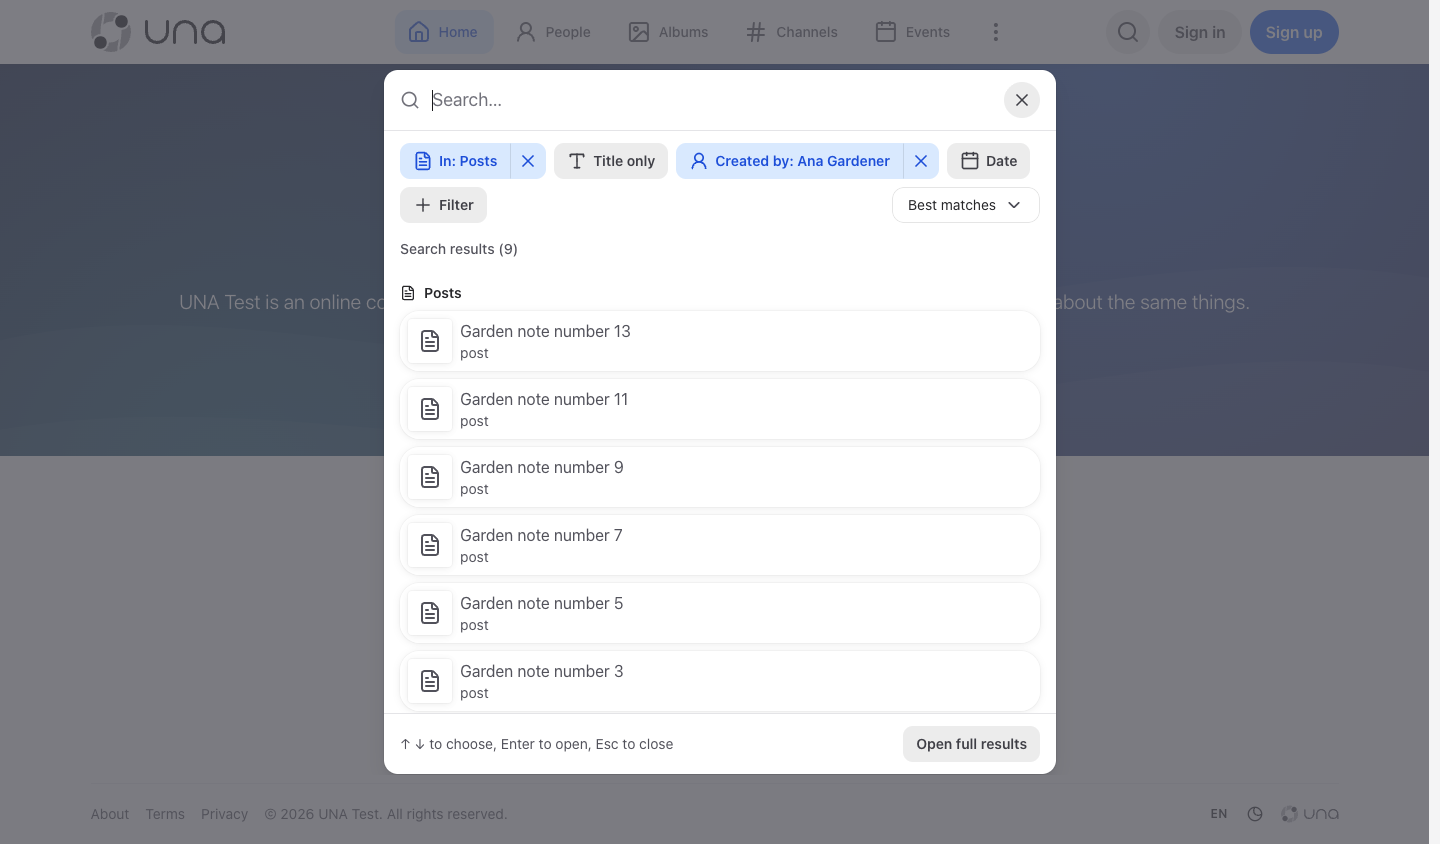 una
Home
People
Albums
Channels
Events
Sign in
Sign up
Search...
In: Posts
Title only
Created by: Ana Gardener
Date
Filter
Best matches
Search results (9)
UNA Test is an online co
about the same things.
Posts
Garden note number 13
post
Garden note number 11
post
Garden note number 9
post
Garden note number 7
post
Garden note number 5
post
Garden note number 3
post
↑ ↓ to choose, Enter to open, Esc to close
Open full results
About
Terms
Privacy
© 2026 UNA Test. All rights reserved.
EN
una